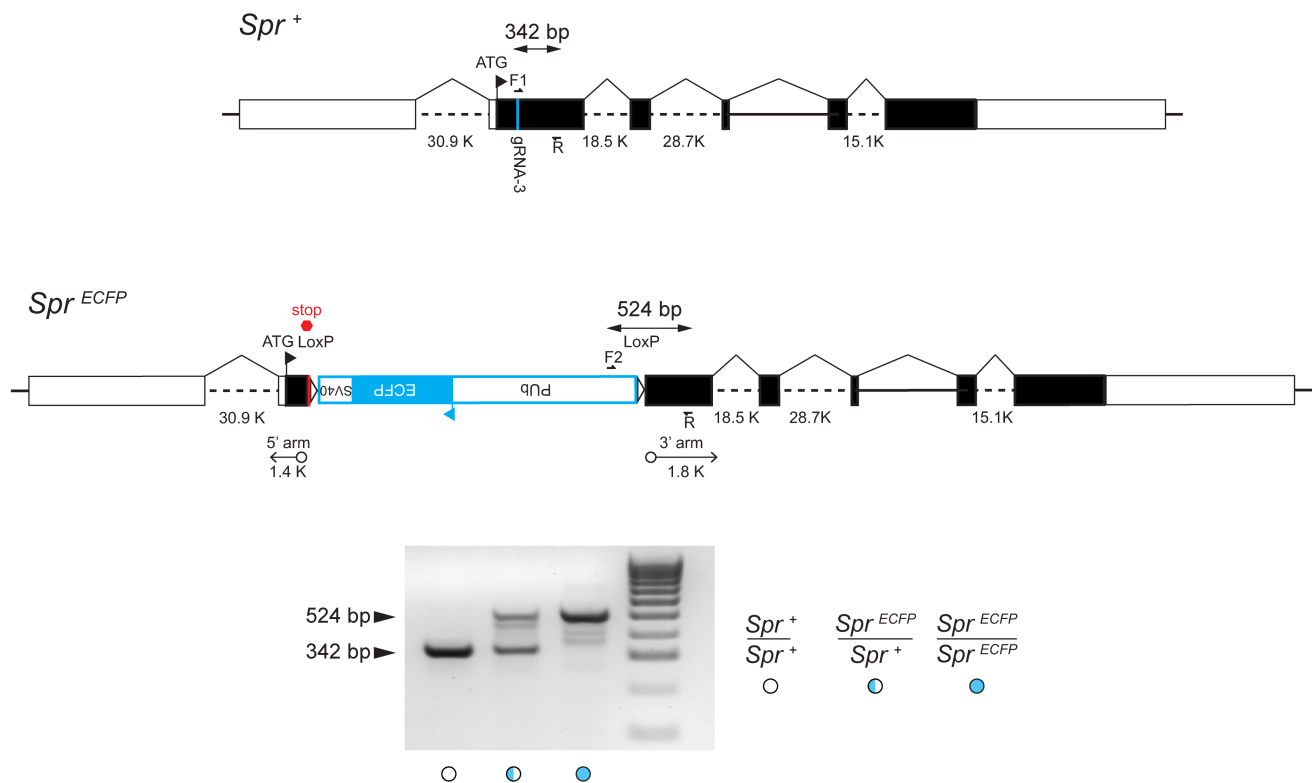 Spr +
342 bp
ATG
F1
30.9 K
gRNA-3
R
18.5 K
28.7K
15.1K
Spr ECFP
stop
524 bp
ATG LoxP
LoxP
F2
SV40
ECFP
PUb
30.9 K
R
18.5 K
28.7K
15.1K
5' arm
1.4 K
3' arm
1.8 K
524 bp
342 bp
Spr +
Spr +
Spr ECFP
Spr +
Spr ECFP
Spr ECFP